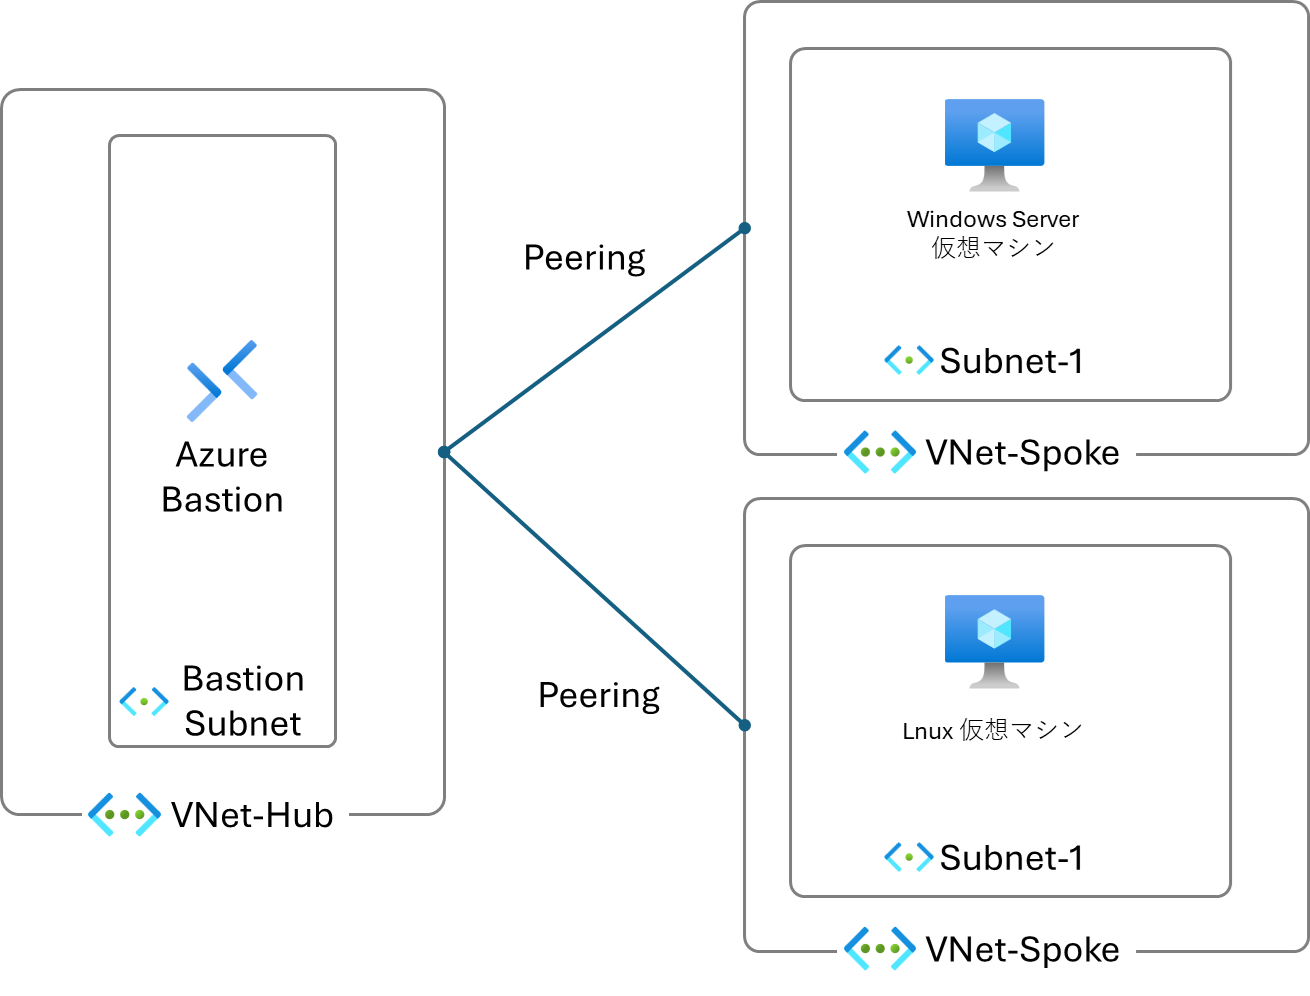 Azure
Bastion
Bastion
Subnet
VNet-Hub
Peering
Peering
Windows Server
仮想マシン
Subnet-1
VNet-Spoke
Lnux 仮想マシン
Subnet-1
VNet-Spoke